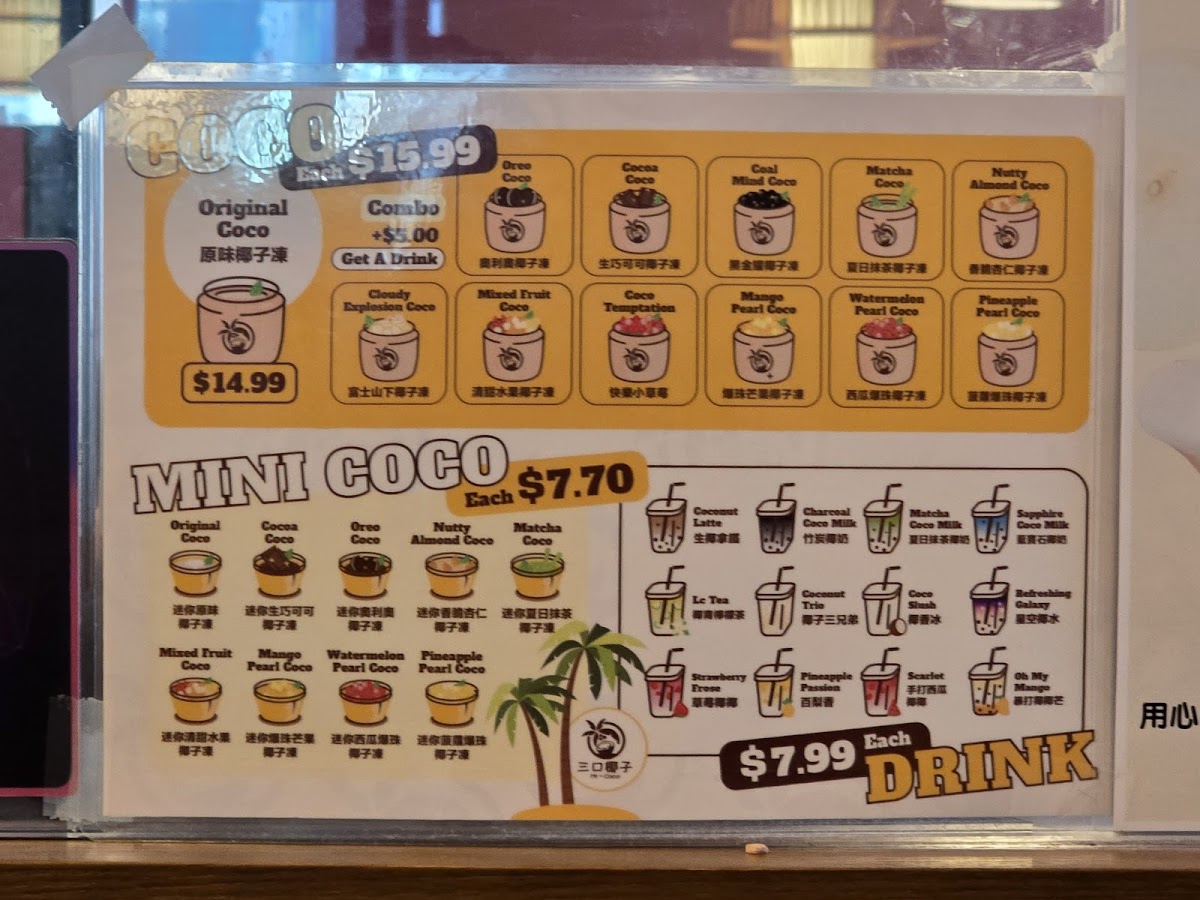 COCO
Each $15.99
Original
Coco
原味椰子凍
$14.99
Combo
+$5.00
Get A Drink
Oreo
Coco
奧利奧椰子凍
Cocoa
Coco
生巧可可椰子凍
Coal
Mind Coco
黑金耀椰子凍
Matcha
Coco
夏日抹茶椰子凍
Nutty
Almond Coco
香脆杏仁椰子凍
Cloudy
Explosion Coco
富士山下椰子凍
Mixed Fruit
Coco
清甜水果椰子凍
Coco
Temptation
快樂小草莓
Mango
Pearl Coco
爆珠芒果椰子凍
Watermelon
Pearl Coco
西瓜爆珠椰子凍
Pineapple
Pearl Coco
菠蘿爆珠椰子凍
MINI COCO
Each $7.70
Original
Coco
迷你原味
椰子凍
Cocoa
Coco
迷你生巧可可
椰子凍
Oreo
Coco
迷你奧利奧
椰子凍
Nutty
Almond Coco
迷你香脆杏仁
椰子凍
Matcha
Coco
迷你夏日抹茶
椰子凍
Mixed Fruit
Coco
迷你清甜水果
椰子凍
Mango
Pearl Coco
迷你爆珠芒果
椰子凍
Watermelon
Pearl Coco
迷你西瓜爆珠
椰子凍
Pineapple
Pearl Coco
迷你菠蘿爆珠
椰子凍
Coconut
Latte
生椰拿鐵
Charcoal
Coco Milk
竹炭椰奶
Matcha
Coco Milk
夏日抹茶椰奶
Sapphire
Coco Milk
藍寶石椰奶
Lc Tea
椰青檸檬茶
Coconut
Trio
椰子三兄弟
Coco
Slush
椰香冰
Refreshing
Galaxy
星空椰水
Strawberry
Frose
草莓椰椰
Pineapple
Passion
百梨香
Scarlet
手打西瓜
椰椰
Oh My
Mango
暴打椰椰芒
三口椰子
$7.99 Each
DRINK
用心